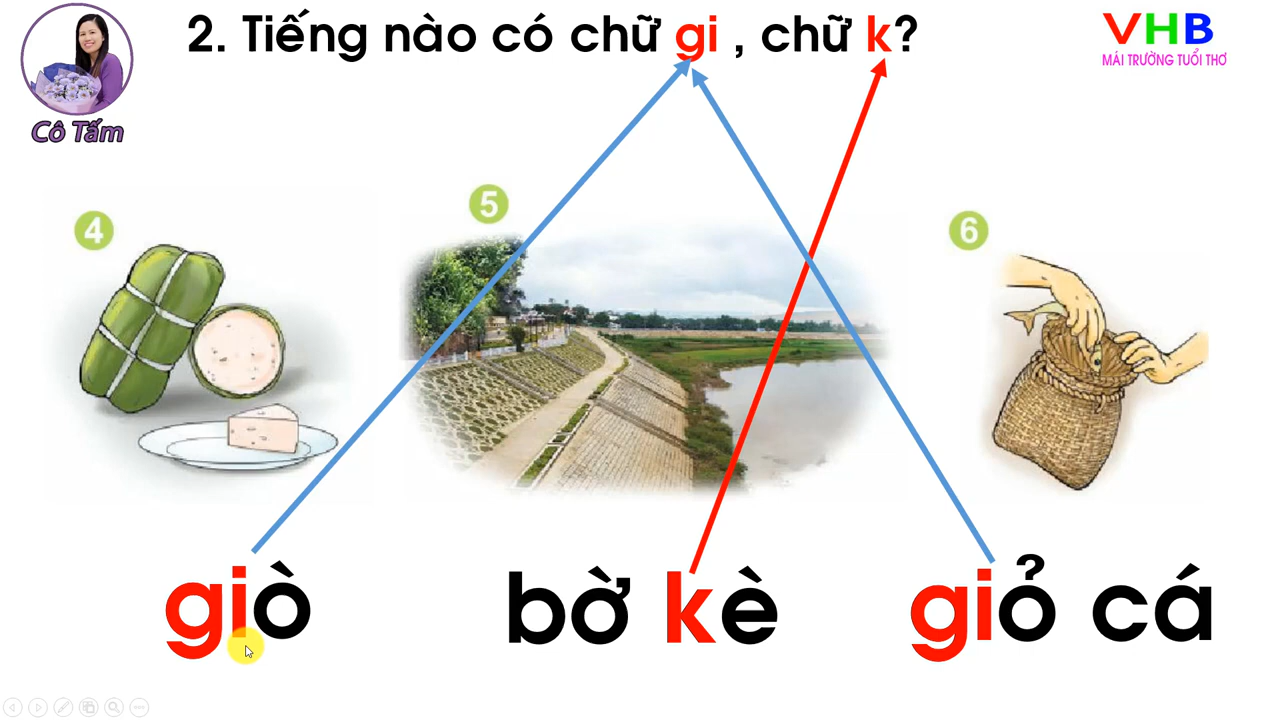 2. Tiếng nào có chữ gi , chữ k?
VHB
MÁI TRƯỜNG TUỔI THƠ
Cô Tấm
4
5
6
giò
bờ kè
giỏ cá